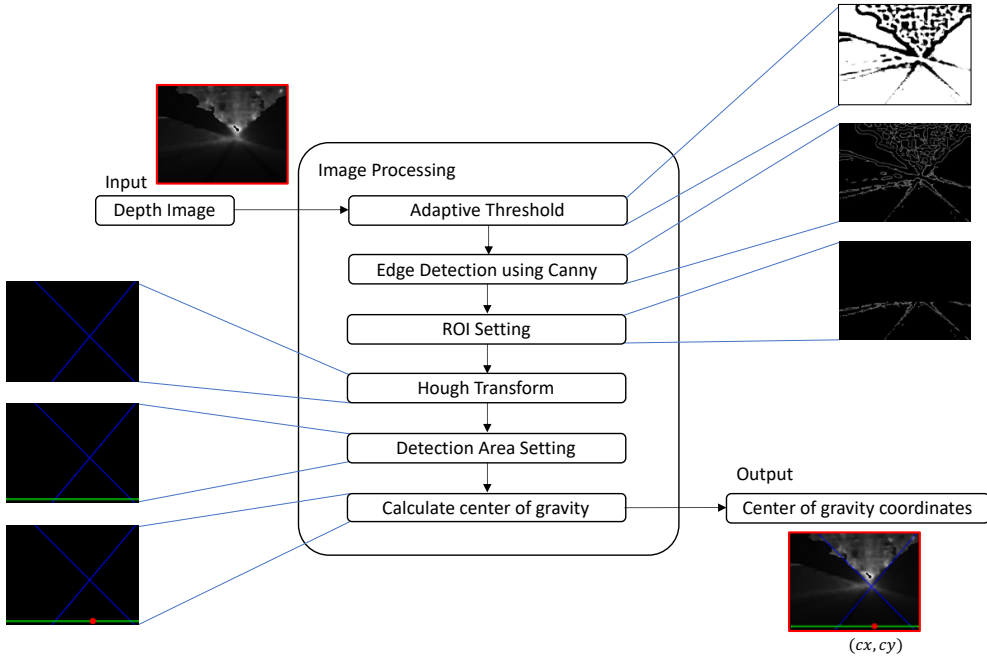 Input
Depth Image
Image Processing
Adaptive Threshold
Edge Detection using Canny
ROI Setting
Hough Transform
Detection Area Setting
Calculate center of gravity
Output
Center of gravity coordinates
(cx, cy)